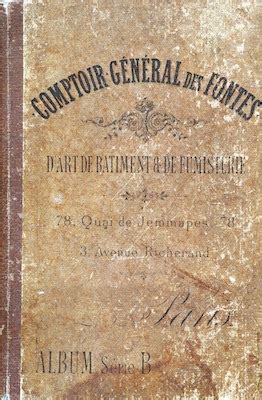 COMPTOIR GÉNÉRAL DES FONTES
D'ART DE BATIMENT & DE FUMISTERIE
78, Quai de Jemmapes, 78
3, Avenue Richerand
Paris
ALBUM Série B